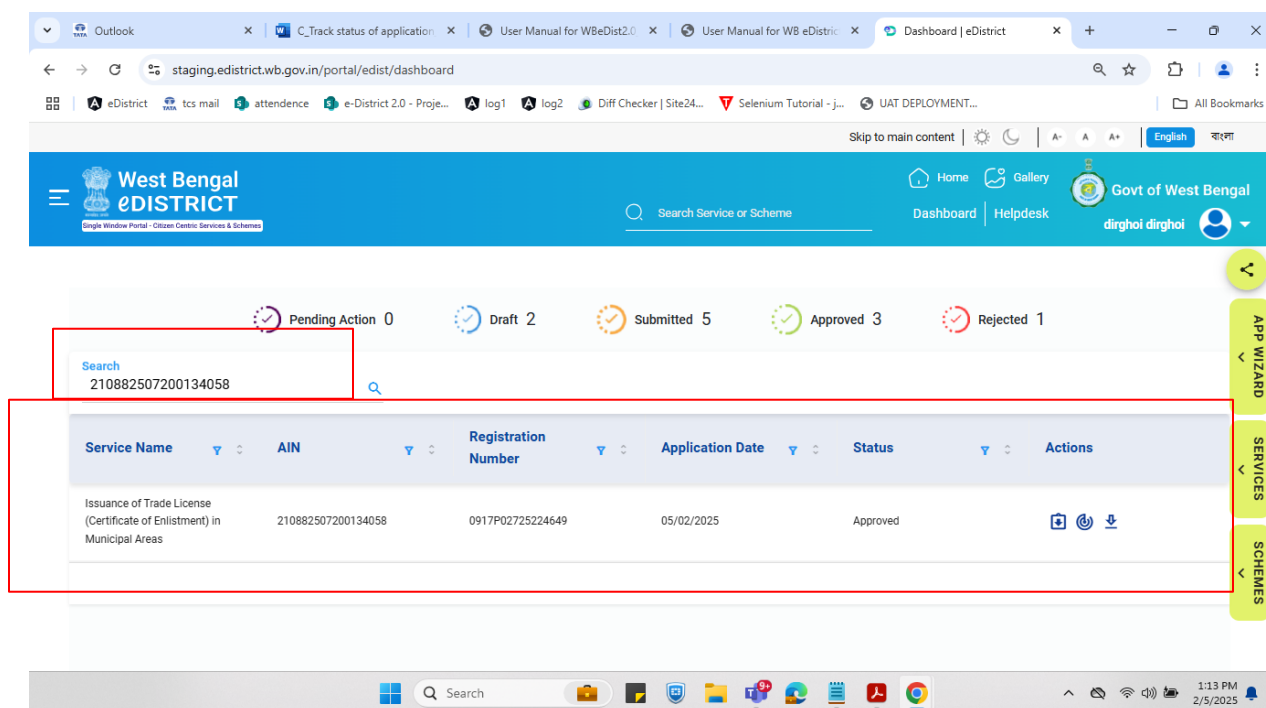 TATA Outlook
C_Track status of application
User Manual for WBeDist2.0
User Manual for WB eDistric
Dashboard | eDistrict
staging.edistrict.wb.gov.in/portal/edist/dashboard
eDistrict
tcs mail
attendence
e-District 2.0 - Proje...
log1
log2
Diff Checker | Site24...
Selenium Tutorial - j...
UAT DEPLOYMENT...
All Bookmarks
Skip to main content
A-
A
A+
English
বাংলা
West Bengal
eDISTRICT
Single Window Portal - Citizen Centric Services & Schemes
Search Service or Scheme
Home
Gallery
Dashboard
Helpdesk
Govt of West Bengal
dirghoi dirghoi
Pending Action 0
Draft 2
Submitted 5
Approved 3
Rejected 1
APP WIZARD
SERVICES
SCHEMES
Search
210882507200134058
Service Name
AIN
Registration
Number
Application Date
Status
Actions
Issuance of Trade License
(Certificate of Enlistment) in
Municipal Areas
210882507200134058
0917P02725224649
05/02/2025
Approved
Search
9+
1:13 PM
2/5/2025